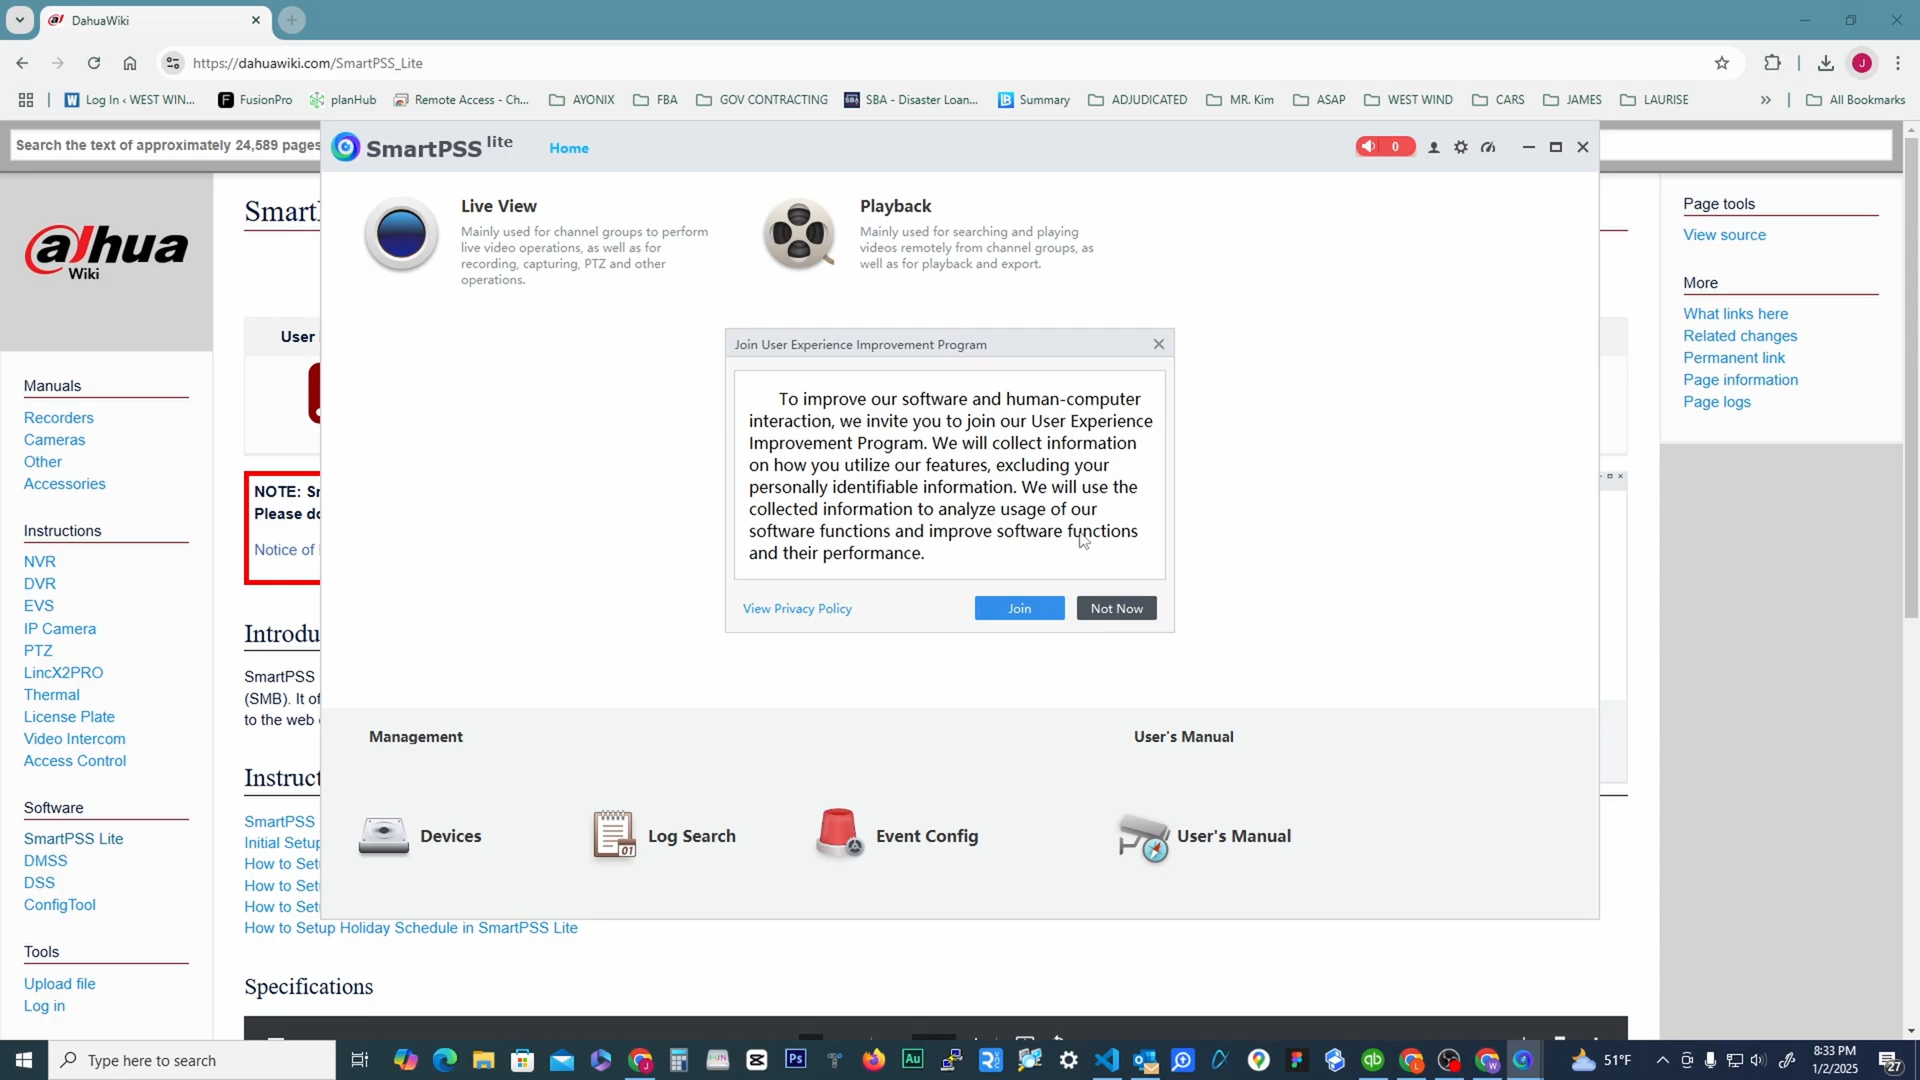 DahuaWiki
https://dahuawiki.com/SmartPSS_Lite
Log In ‹ WEST WIN...
FusionPro
planHub
Remote Access - Ch...
AYONIX
FBA
GOV CONTRACTING
SBA - Disaster Loan...
Summary
ADJUDICATED
MR. Kim
ASAP
WEST WIND
CARS
JAMES
LAURISE
»
All Bookmarks
Search the text of approximately 24,589 pages
SmartPSS lite
Home
0
alhua
Wiki
Manuals
Recorders
Cameras
Other
Accessories
Instructions
NVR
DVR
EVS
IP Camera
PTZ
LincX2PRO
Thermal
License Plate
Video Intercom
Access Control
Software
SmartPSS Lite
DMSS
DSS
ConfigTool
Tools
Upload file
Log in
User
NOTE:
Please
Notice of
SmartPSS
(SMB). It
to the web
SmartPSS
How to
How to
How to
How to Setup Holiday Schedule in SmartPSS Lite
Specifications
Live View
Mainly used for channel groups to perform
live video operations, as well as for
recording, capturing, PTZ and other
operations.
Playback
Mainly used for searching and playing
videos remotely from channel groups, as
well as for playback and export.
Join User Experience Improvement Program
To improve our software and human-computer
interaction, we invite you to join our User Experience
Improvement Program. We will collect information
on how you utilize our features, excluding your
personally identifiable information. We will use the
collected information to analyze usage of our
software functions and improve software functions
and their performance.
View Privacy Policy
Join
Not Now
Management
User's Manual
Devices
Log Search
Event Config
User's Manual
Page tools
View source
More
What links here
Related changes
Permanent link
Page information
Page logs
Type here to search
51°F
8:33 PM
1/2/2025
27